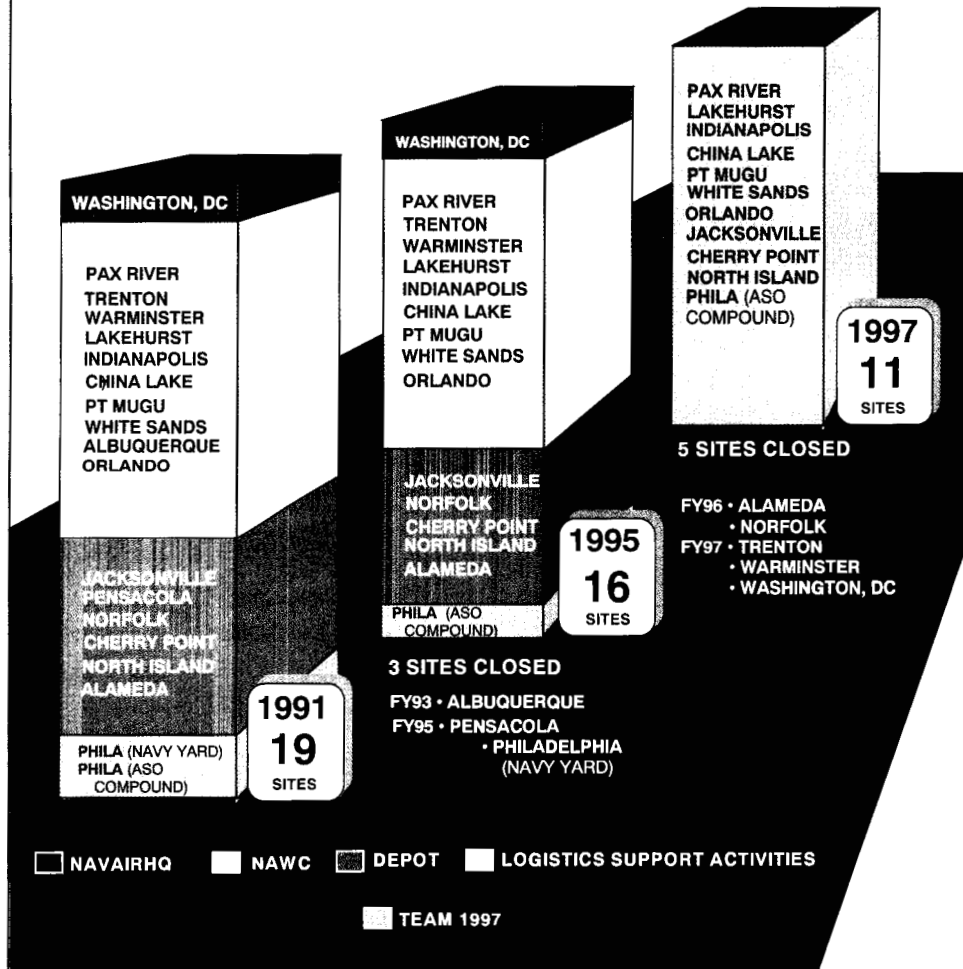 WASHINGTON, DC
PAX RIVER
TRENTON
WARMINSTER
LAKEHURST
INDIANAPOLIS
CHINA LAKE
PT MUGU
WHITE SANDS
ALBUQUERQUE
ORLANDO
JACKSONVILLE
PENSACOLA
NORFOLK
CHERRY POINT
NORTH ISLAND
ALAMEDA
PHILA (NAVY YARD)
PHILA (ASO
COMPOUND)
1991
19
SITES
WASHINGTON, DC
PAX RIVER
TRENTON
WARMINSTER
LAKEHURST
INDIANAPOLIS
CHINA LAKE
PT MUGU
WHITE SANDS
ORLANDO
JACKSONVILLE
NORFOLK
CHERRY POINT
NORTH ISLAND
ALAMEDA
PHILA (ASO
COMPOUND)
1995
16
SITES
3 SITES CLOSED
FY93 • ALBUQUERQUE
FY95 • PENSACOLA
• PHILADELPHIA
(NAVY YARD)
PAX RIVER
LAKEHURST
INDIANAPOLIS
CHINA LAKE
PT MUGU
WHITE SANDS
ORLANDO
JACKSONVILLE
CHERRY POINT
NORTH ISLAND
PHILA (ASO
COMPOUND)
1997
11
SITES
5 SITES CLOSED
FY96 • ALAMEDA
• NORFOLK
FY97 • TRENTON
• WARMINSTER
• WASHINGTON, DC
NAVAIRHQ NAWC DEPOT LOGISTICS SUPPORT ACTIVITIES
TEAM 1997